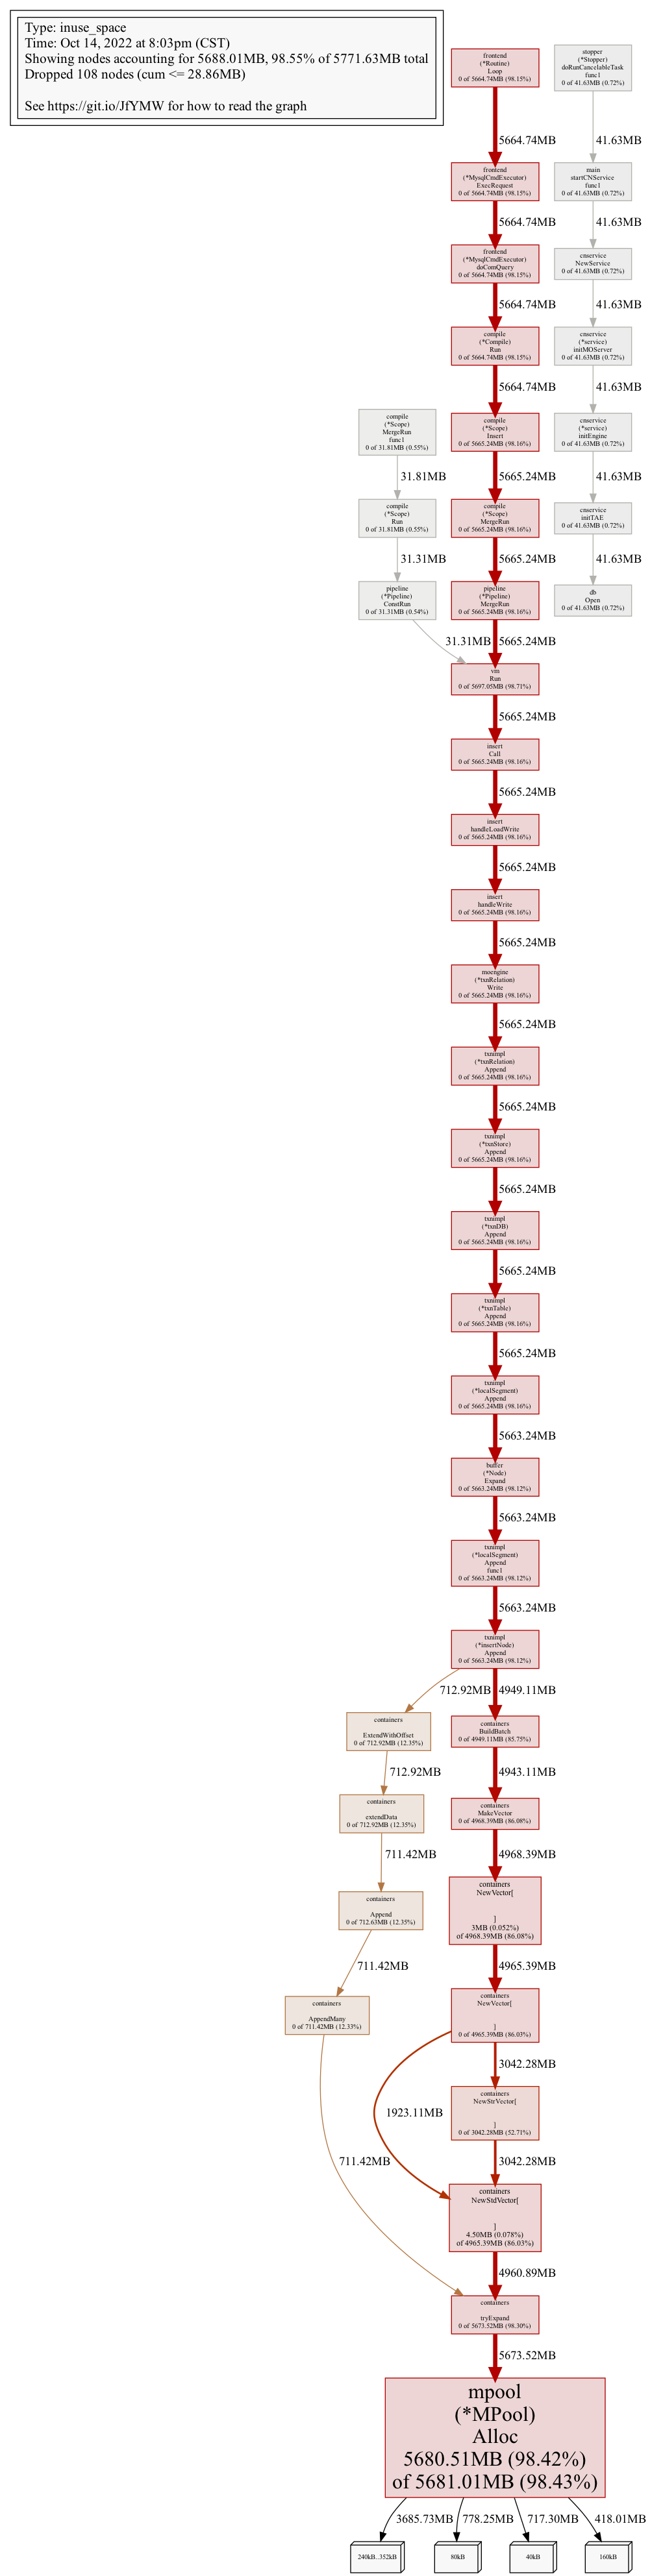 Type: inuse_space
Time: Oct 14, 2022 at 8:03pm (CST)
Showing nodes accounting for 5688.01MB, 98.55% of 5771.63MB total
Dropped 108 nodes (cum <= 28.86MB)
See https://git.io/JfYMW for how to read the graph
frontend
(*Routine)
Loop
0 of 5664.74MB (98.15%)
stopper
(*Stopper)
doRunCancelableTask
func1
0 of 41.63MB (0.72%)
5664.74MB
41.63MB
frontend
(*MysqlCmdExecutor)
ExecRequest
0 of 5664.74MB (98.15%)
main
startCNService
func1
0 of 41.63MB (0.72%)
5664.74MB
41.63MB
frontend
(*MysqlCmdExecutor)
doComQuery
0 of 5664.74MB (98.15%)
cnservice
NewService
0 of 41.63MB (0.72%)
5664.74MB
41.63MB
compile
(*Compile)
Run
0 of 5664.74MB (98.15%)
cnservice
(*service)
initMOServer
0 of 41.63MB (0.72%)
5664.74MB
41.63MB
compile
(*Scope)
MergeRun
func1
0 of 31.81MB (0.55%)
compile
(*Scope)
Insert
0 of 5665.24MB (98.16%)
cnservice
(*service)
initEngine
0 of 41.63MB (0.72%)
31.81MB
5665.24MB
41.63MB
compile
(*Scope)
Run
0 of 31.81MB (0.55%)
compile
(*Scope)
MergeRun
0 of 5665.24MB (98.16%)
cnservice
initTAE
0 of 41.63MB (0.72%)
31.31MB
5665.24MB
41.63MB
pipeline
(*Pipeline)
ConstRun
0 of 31.31MB (0.54%)
pipeline
(*Pipeline)
MergeRun
0 of 5665.24MB (98.16%)
db
Open
0 of 41.63MB (0.72%)
31.31MB
5665.24MB
vm
Run
0 of 5697.05MB (98.71%)
5665.24MB
insert
Call
0 of 5665.24MB (98.16%)
5665.24MB
insert
handleLoadWrite
0 of 5665.24MB (98.16%)
5665.24MB
insert
handleWrite
0 of 5665.24MB (98.16%)
5665.24MB
moengine
(*txnRelation)
Write
0 of 5665.24MB (98.16%)
5665.24MB
txnimpl
(*txnRelation)
Append
0 of 5665.24MB (98.16%)
5665.24MB
txnimpl
(*txnStore)
Append
0 of 5665.24MB (98.16%)
5665.24MB
txnimpl
(*txnDB)
Append
0 of 5665.24MB (98.16%)
5665.24MB
txnimpl
(*txnTable)
Append
0 of 5665.24MB (98.16%)
5665.24MB
txnimpl
(*localSegment)
Append
0 of 5665.24MB (98.16%)
5663.24MB
buffer
(*Node)
Expand
0 of 5663.24MB (98.12%)
5663.24MB
txnimpl
(*localSegment)
Append
func1
0 of 5663.24MB (98.12%)
5663.24MB
txnimpl
(*insertNode)
Append
0 of 5663.24MB (98.12%)
712.92MB
4949.11MB
containers
ExtendWithOffset
0 of 712.92MB (12.35%)
containers
BuildBatch
0 of 4949.11MB (85.75%)
712.92MB
4943.11MB
containers
extendData
0 of 712.92MB (12.35%)
containers
MakeVector
0 of 4968.39MB (86.08%)
711.42MB
4968.39MB
containers
Append
0 of 712.63MB (12.35%)
containers
NewVector[
]
3MB (0.052%)
of 4968.39MB (86.08%)
711.42MB
4965.39MB
containers
AppendMany
0 of 711.42MB (12.33%)
containers
NewVector[
]
0 of 4965.39MB (86.03%)
3042.28MB
containers
NewStrVector[
]
0 of 3042.28MB (52.71%)
1923.11MB
711.42MB
3042.28MB
containers
NewStdVector[
]
4.50MB (0.078%)
of 4965.39MB (86.03%)
4960.89MB
containers
tryExpand
0 of 5673.52MB (98.30%)
5673.52MB
mpool
(*MPool)
Alloc
5680.51MB (98.42%)
of 5681.01MB (98.43%)
3685.73MB
778.25MB
717.30MB
418.01MB
240kB..352kB
80kB
40kB
160kB